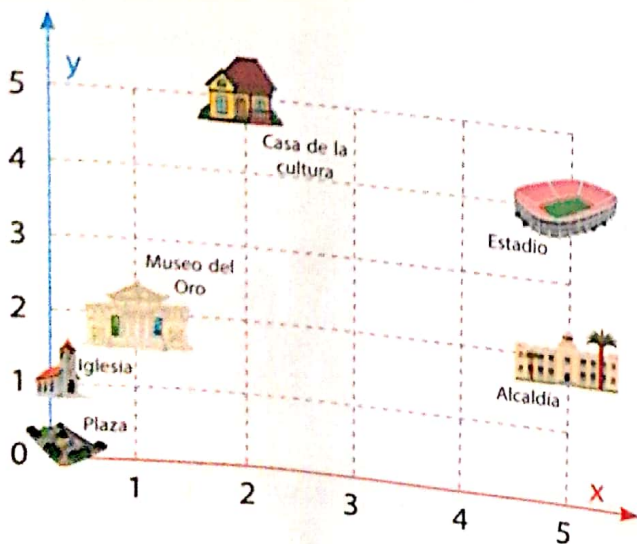 y
5
Casa de la
cultura
4
Estadio
3
Museo del
Oro
2
Iglesia
1
Alcaldía
Plaza
0
x
1
2
3
4
5